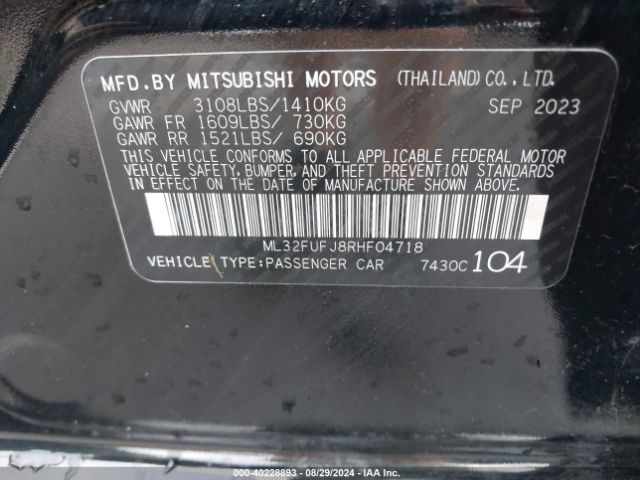 MFD.BY MITSUBISHI MOTORS (THAILAND)CO.,LTD.
GVWR 3108LBS/1410KG SEP 2023
GAWR FR 1609LBS/ 730KG
GAWR RR 1521LBS/ 690KG
THIS VEHICLE CONFORMS TO ALL APPLICABLE FEDERAL MOTOR
VEHICLE SAFETY, BUMPER, AND THEFT PREVENTION STANDARDS
IN EFFECT ON THE DATE OF MANUFACTURE SHOWN ABOVE.
ML32FUFJ8RHF04718
VEHICLE TYPE:PASSENGER CAR 7430C 104
000-40228893 - 08/29/2024 - IAA Inc.